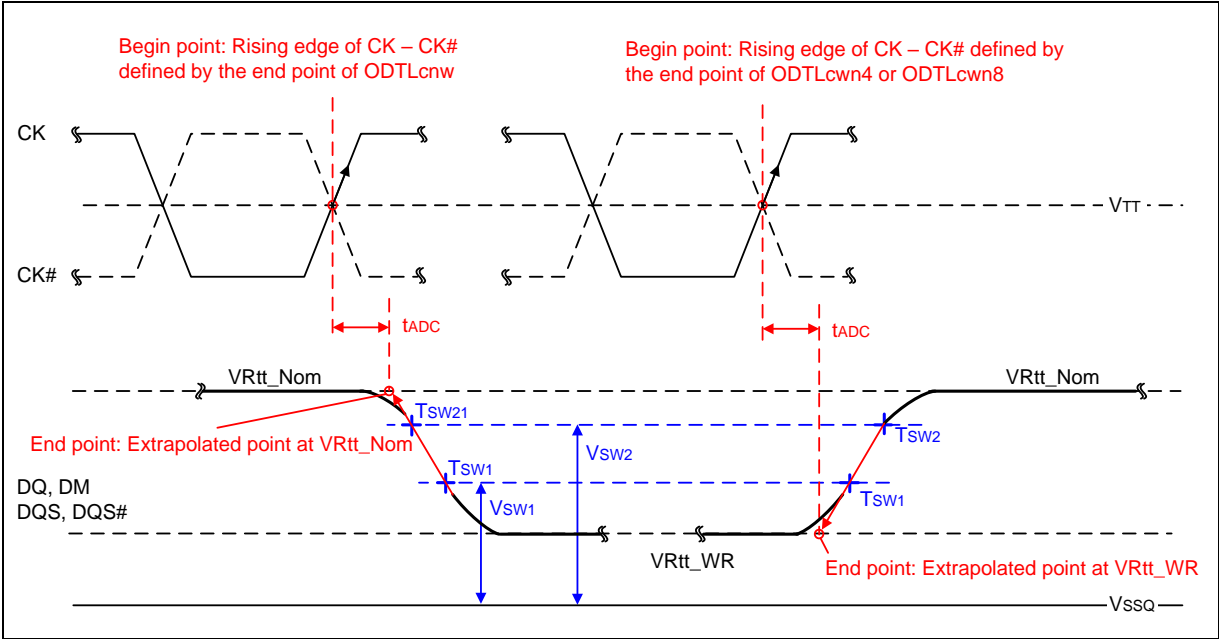 Begin point: Rising edge of CK – CK#
defined by the end point of ODTLcnw
Begin point: Rising edge of CK – CK# defined by
the end point of ODTLcwn4 or ODTLcwn8
CK
VTT
CK#
tADC
tADC
VRtt_Nom
VRtt_Nom
TSW21
End point: Extrapolated point at VRtt_Nom
VSW2
TSW2
TSW1
VSW1
TSW1
DQ, DM
DQS, DQS#
VRtt_WR
End point: Extrapolated point at VRtt_WR
VSSQ